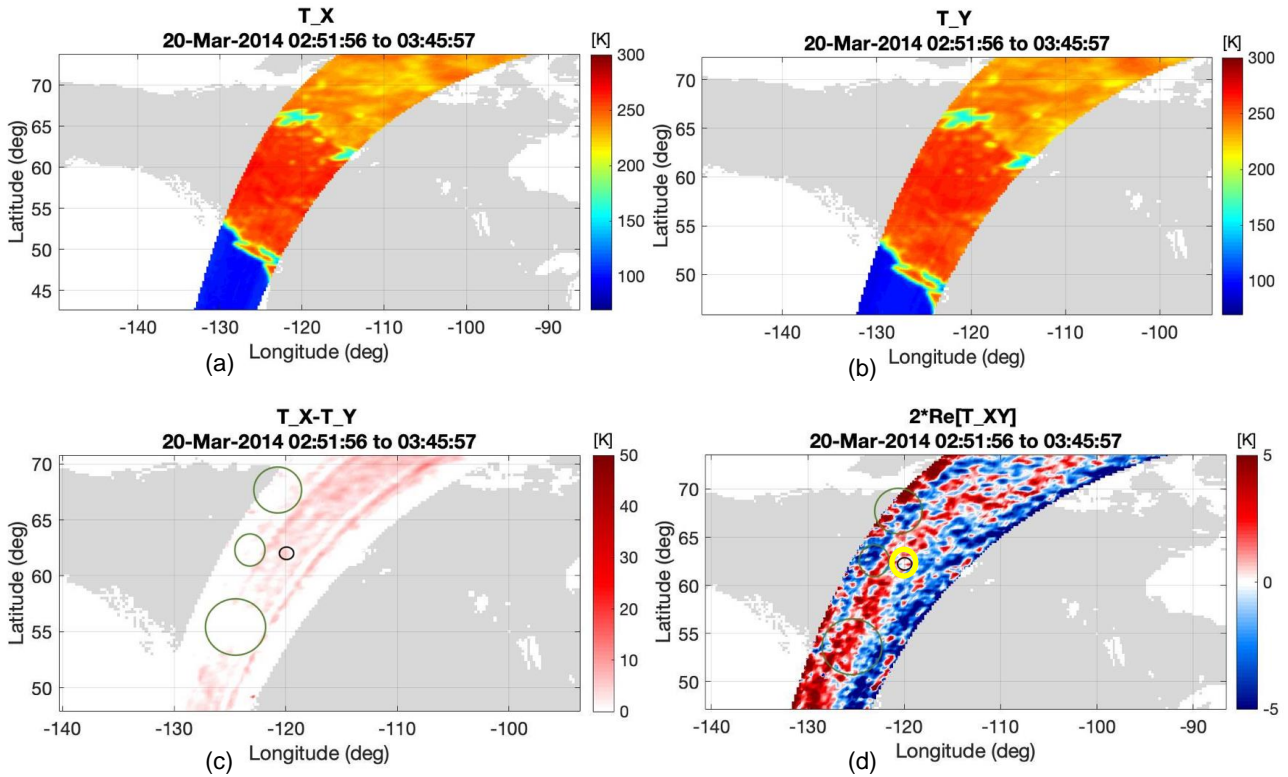 T_X
20-Mar-2014 02:51:56 to 03:45:57
[K]
300
250
200
150
100
70
65
60
55
50
45
Latitude (deg)
-140
-130
-120
-110
-100
-90
Longitude (deg)
(a)
T_Y
20-Mar-2014 02:51:56 to 03:45:57
[K]
300
250
200
150
100
70
65
60
55
50
Latitude (deg)
-140
-130
-120
-110
-100
Longitude (deg)
(b)
T_X-T_Y
20-Mar-2014 02:51:56 to 03:45:57
[K]
50
40
30
20
10
0
70
65
60
55
50
Latitude (deg)
-140
-130
-120
-110
-100
Longitude (deg)
(c)
2*Re[T_XY]
20-Mar-2014 02:51:56 to 03:45:57
[K]
5
0
-5
70
65
60
55
50
Latitude (deg)
-140
-130
-120
-110
-100
-90
Longitude (deg)
(d)